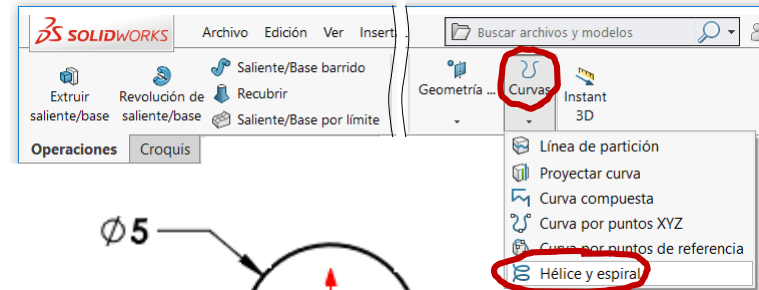 SOLIDWORKS Archivo Edición Ver Insert Buscar archivos y modelos
Extruir saliente/base
Revolución de saliente/base
Saliente/Base barrido
Recubrir
Saliente/Base por límite
Geometría ...
Curvas
Instant 3D
Operaciones Croquis
Línea de partición
Proyectar curva
Curva compuesta
Curva por puntos XYZ
Curva por puntos de referencia
Hélice y espiral
Ø5